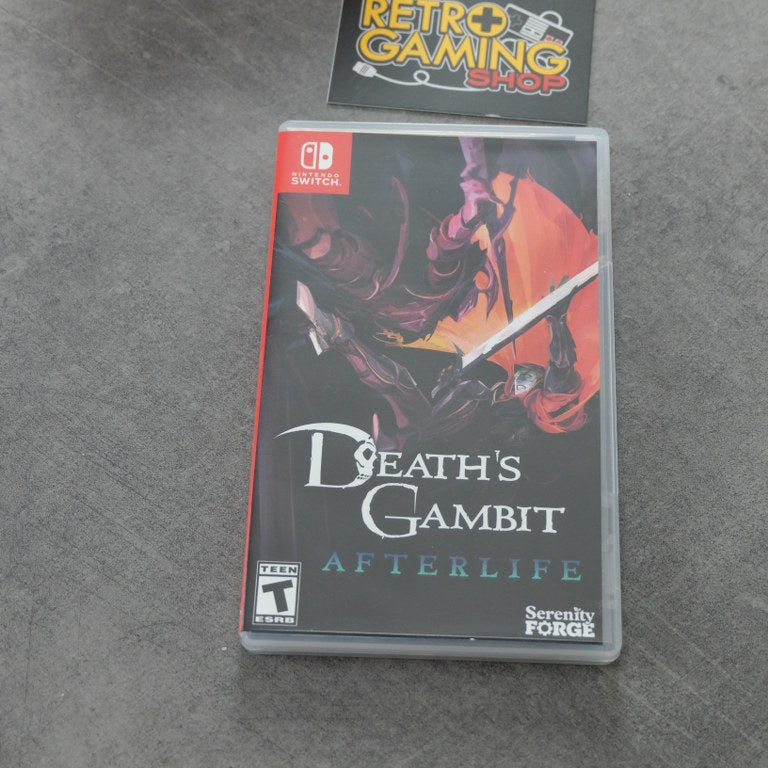 RETRO
GAMING
SHOP
NINTENDO
SWITCH
DEATH'S
GAMBIT
AFTERLIFE
TEEN
T
ESRB
Serenity
FORGE